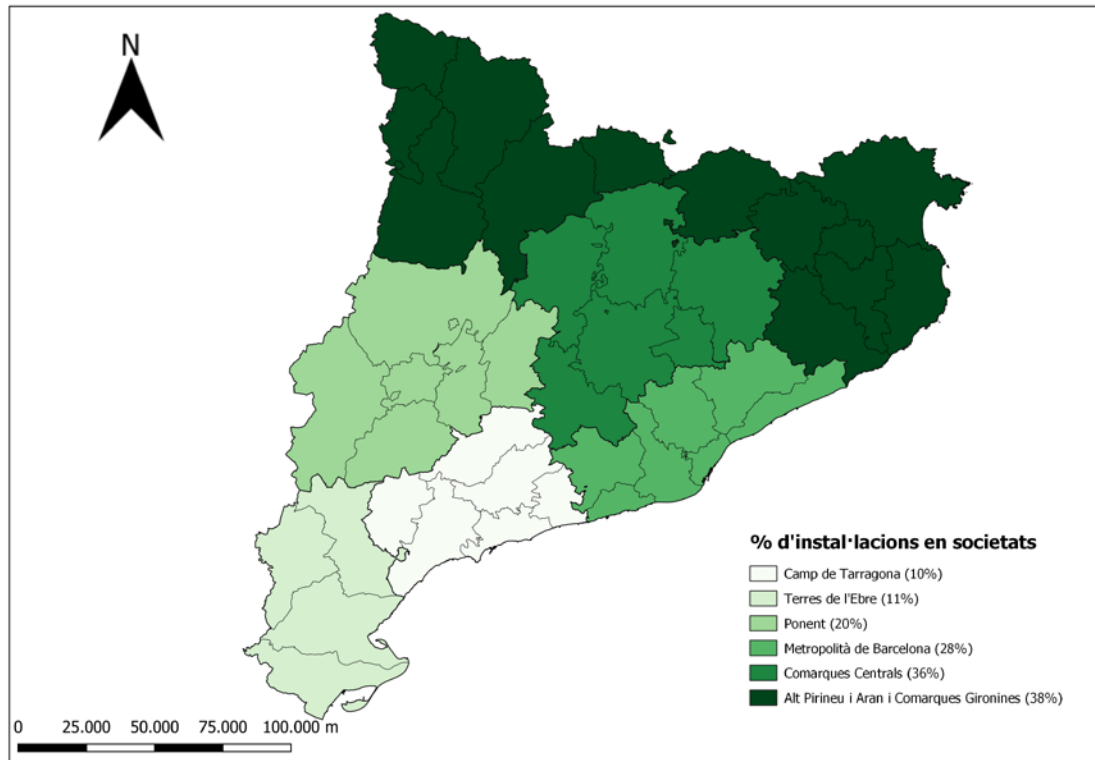 N
% d'instal·lacions en societats
Camp de Tarragona (10%)
Terres de l'Ebre (11%)
Ponent (20%)
Metropolità de Barcelona (28%)
Comarques Centrals (36%)
Alt Pirineu i Aran i Comarques Gironines (38%)
0 25.000 50.000 75.000 100.000 m